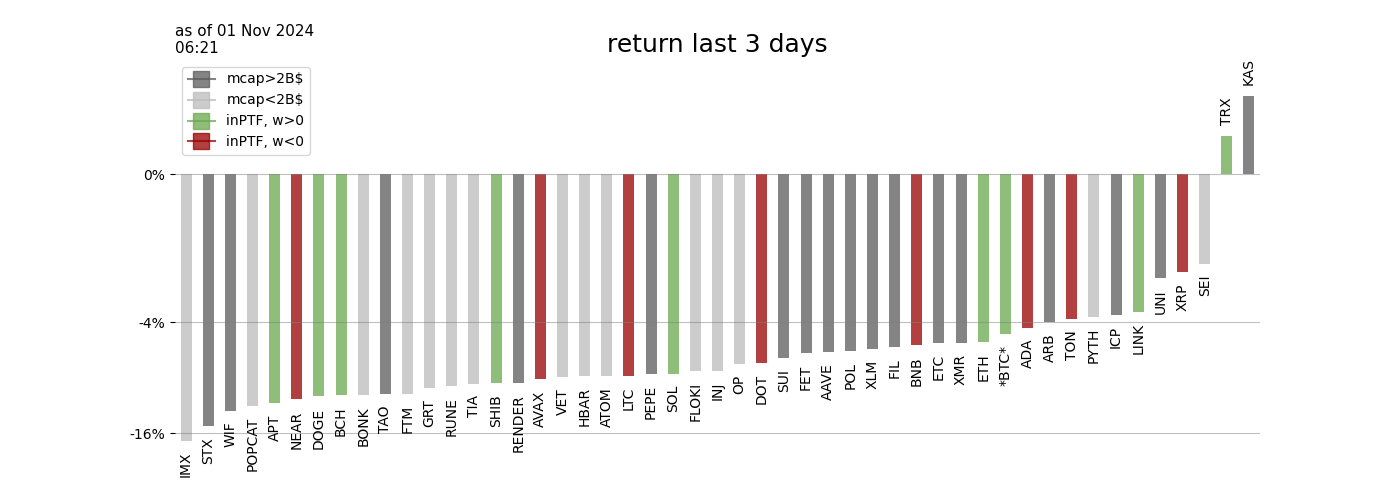 as of 01 Nov 2024
06:21
return last 3 days
mcap>2B$
mcap<2B$
inPTF, w>0
inPTF, w<0
0%
-4%
-16%
IMX
STX
WIF
POPCAT
APT
NEAR
DOGE
BCH
BONK
TAO
FTM
GRT
RUNE
TIA
SHIB
RENDER
AVAX
VET
HBAR
ATOM
LTC
PEPE
SOL
FLOKI
INJ
OP
DOT
SUI
FET
AAVE
POL
XLM
FIL
BNB
ETC
XMR
ETH
*BTC*
ADA
ARB
TON
PYTH
ICP
LINK
UNI
XRP
SEI
TRX
KAS